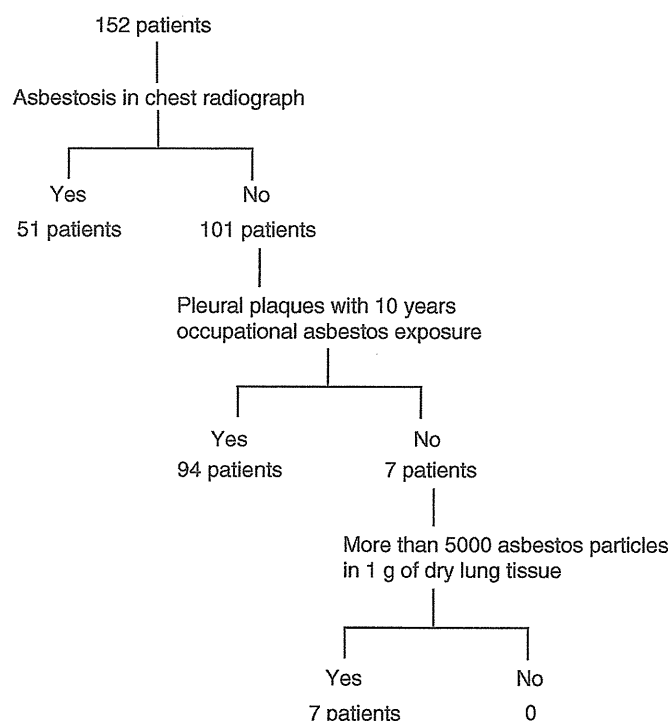 152 patients
Asbestosis in chest radiograph
Yes No
51 patients 101 patients
Pleural plaques with 10 years
occupational asbestos exposure
Yes No
94 patients 7 patients
More than 5000 asbestos particles
in 1 g of dry lung tissue
Yes No
7 patients 0